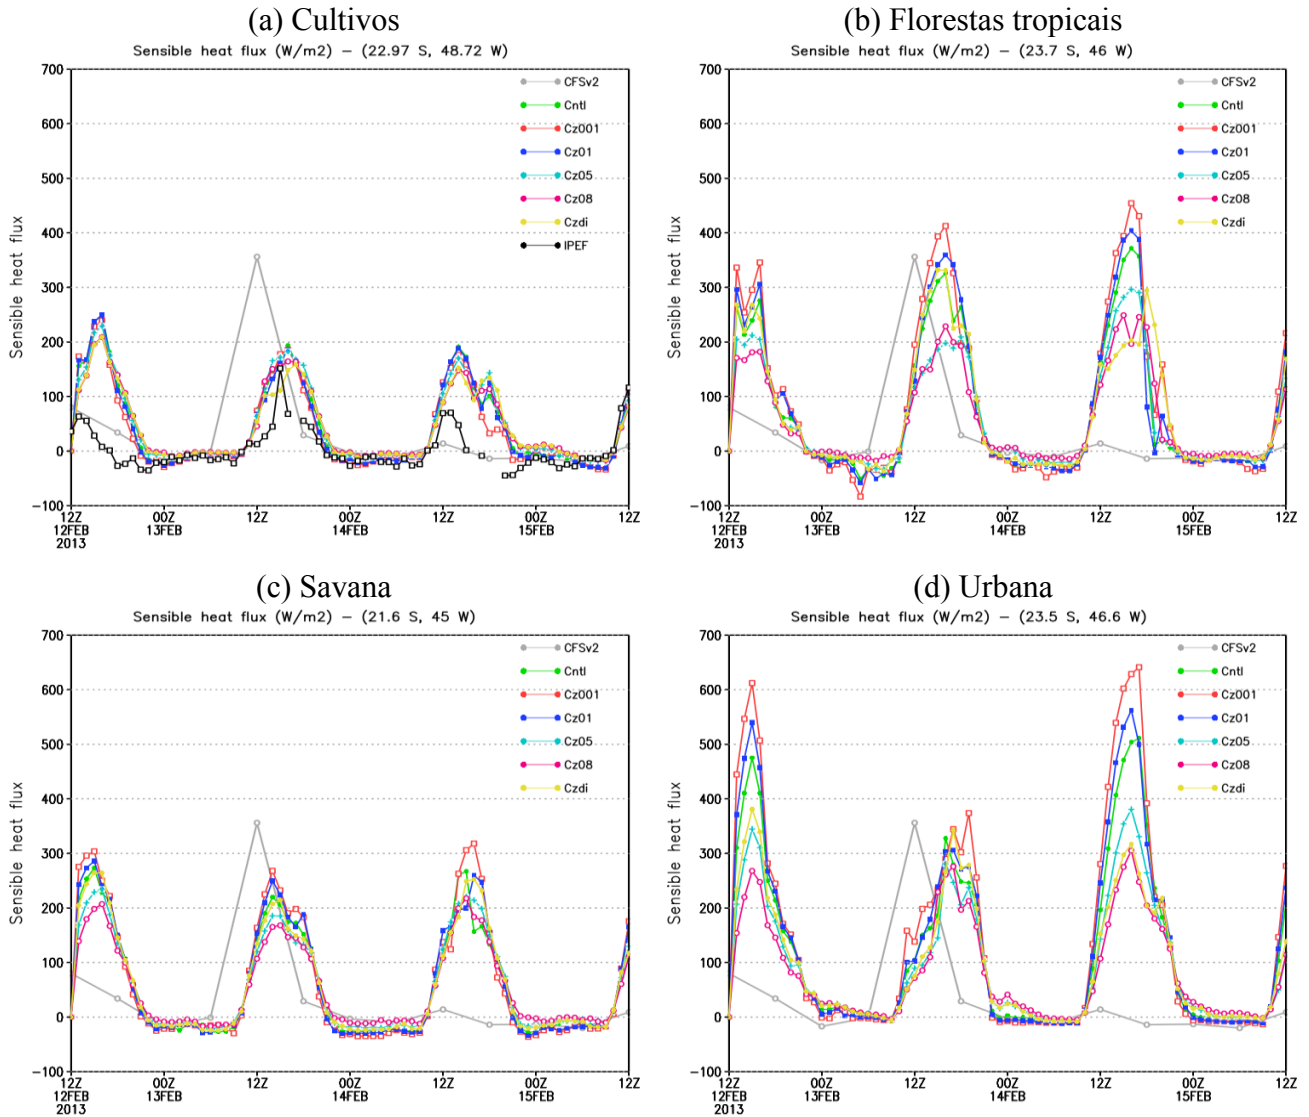 (a) Cultivos
Sensible heat flux (W/m2) – (22.97 S, 48.72 W)
Sensible heat flux
700
600
500
400
300
200
100
0
−100
CFSv2
Cntl
Cz001
Cz01
Cz05
Cz08
Czdi
IPEF
12Z 00Z 12Z 00Z 12Z 00Z 12Z
12FEB 13FEB 14FEB 15FEB
2013
(b) Florestas tropicais
Sensible heat flux (W/m2) – (23.7 S, 46 W)
Sensible heat flux
700
600
500
400
300
200
100
0
−100
CFSv2
Cntl
Cz001
Cz01
Cz05
Cz08
Czdi
12Z 00Z 12Z 00Z 12Z 00Z 12Z
12FEB 13FEB 14FEB 15FEB
2013
(c) Savana
Sensible heat flux (W/m2) – (21.6 S, 45 W)
Sensible heat flux
700
600
500
400
300
200
100
0
−100
CFSv2
Cntl
Cz001
Cz01
Cz05
Cz08
Czdi
12Z 00Z 12Z 00Z 12Z 00Z 12Z
12FEB 13FEB 14FEB 15FEB
2013
(d) Urbana
Sensible heat flux (W/m2) – (23.5 S, 46.6 W)
Sensible heat flux
700
600
500
400
300
200
100
0
−100
CFSv2
Cntl
Cz001
Cz01
Cz05
Cz08
Czdi
12Z 00Z 12Z 00Z 12Z 00Z 12Z
12FEB 13FEB 14FEB 15FEB
2013